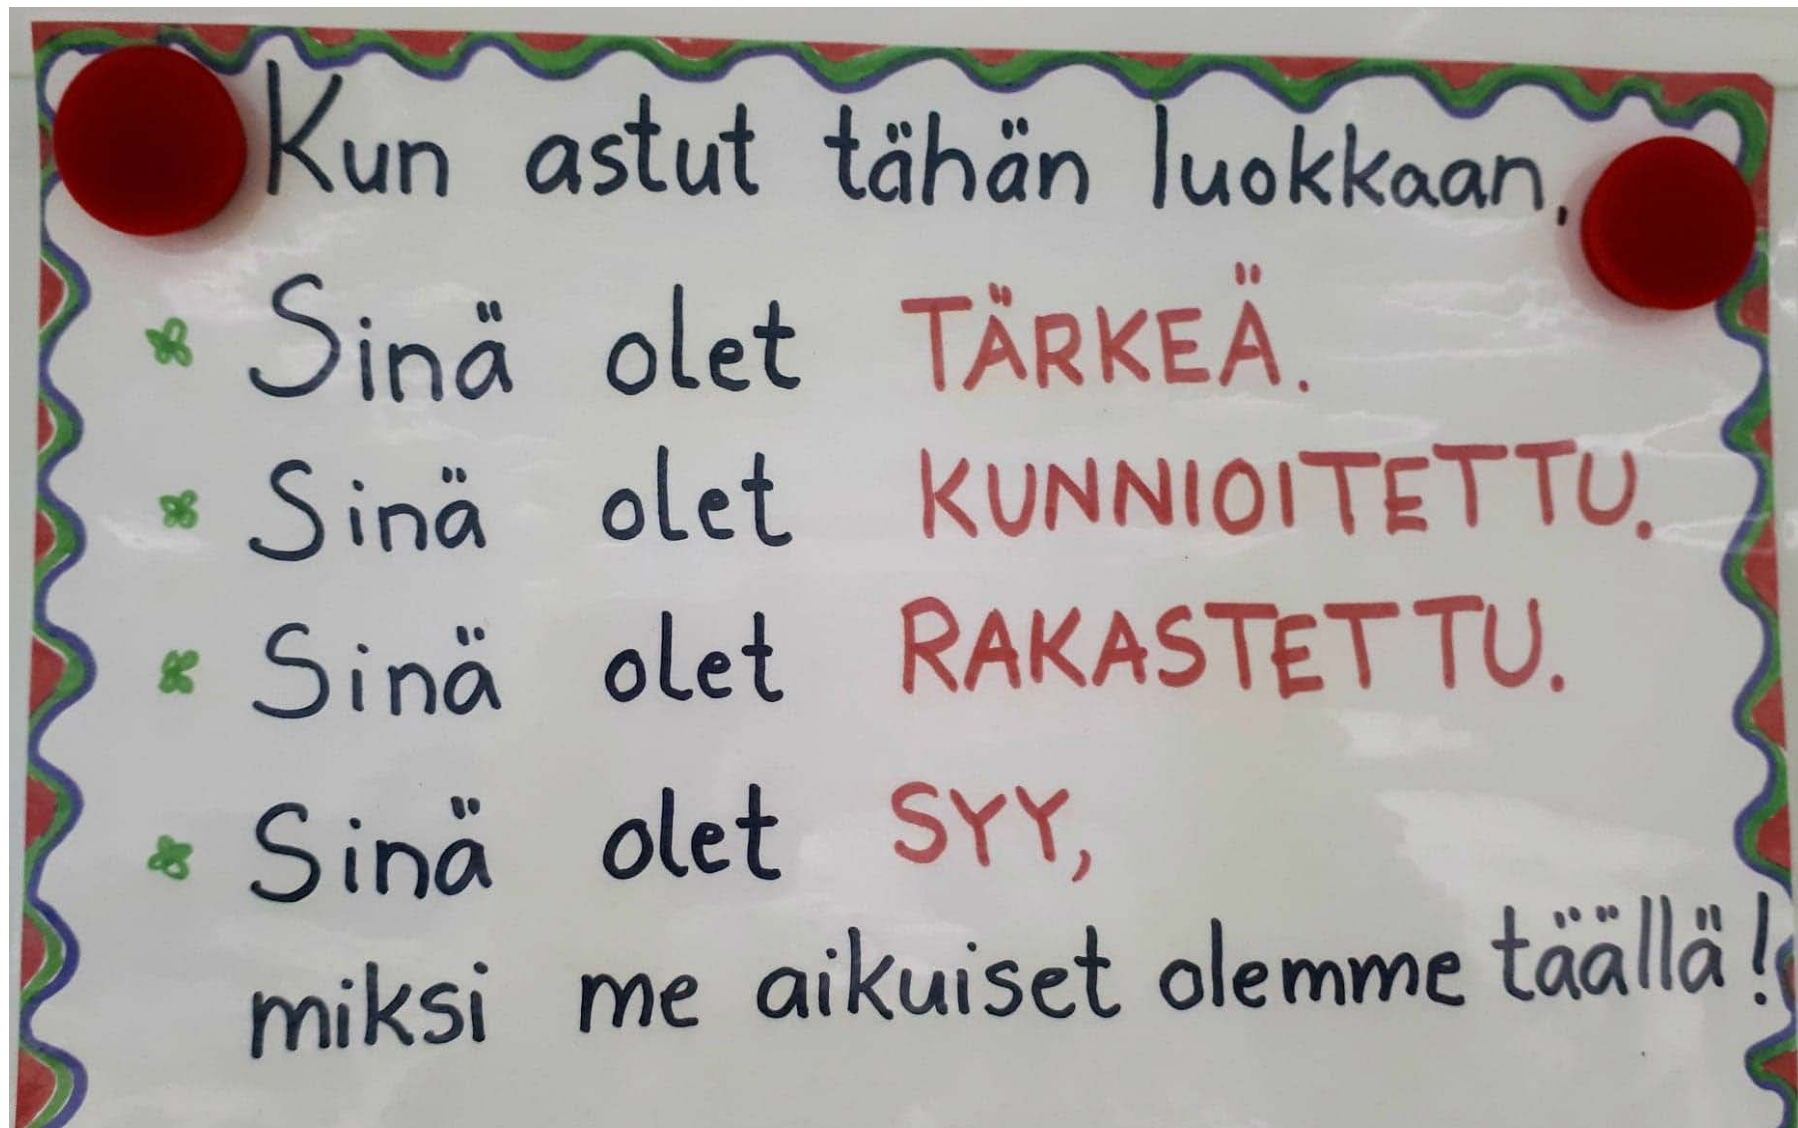 Kun astut tähän luokkaan,
Sinä olet TÄRKEÄ.
Sinä olet KUNNIOITETTU.
Sinä olet RAKASTETTU.
Sinä olet SYY,
miksi me aikuiset olemme täällä!